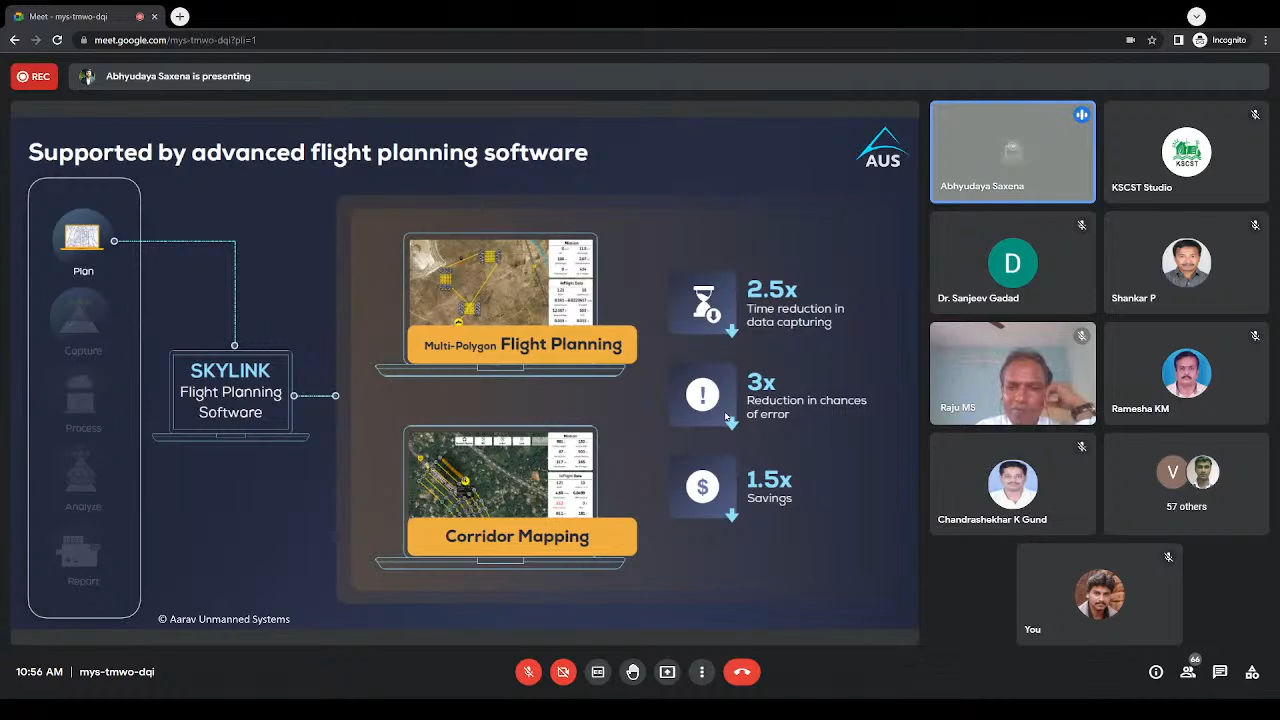 Meet - mys-tmwo-dqi
meet.google.com/mys-tmwo-dqi?pli=1
Incognito
REC
Abhyudaya Saxena is presenting
Supported by advanced flight planning software
AUS
Plan
Capture
Process
Analyze
Report
SKYLINK
Flight Planning
Software
Multi-Polygon Flight Planning
Corridor Mapping
2.5x
Time reduction in
data capturing
3x
Reduction in chances
of error
$
1.5x
Savings
© Aarav Unmanned Systems
Abhyudaya Saxena
KSCST
KSCST Studio
D
Dr. Sanjeev Gadad
Shankar P
Raju MS
Ramesha KM
Chandrashekhar K Gund
V
57 others
You
10:56 AM | mys-tmwo-dqi
66